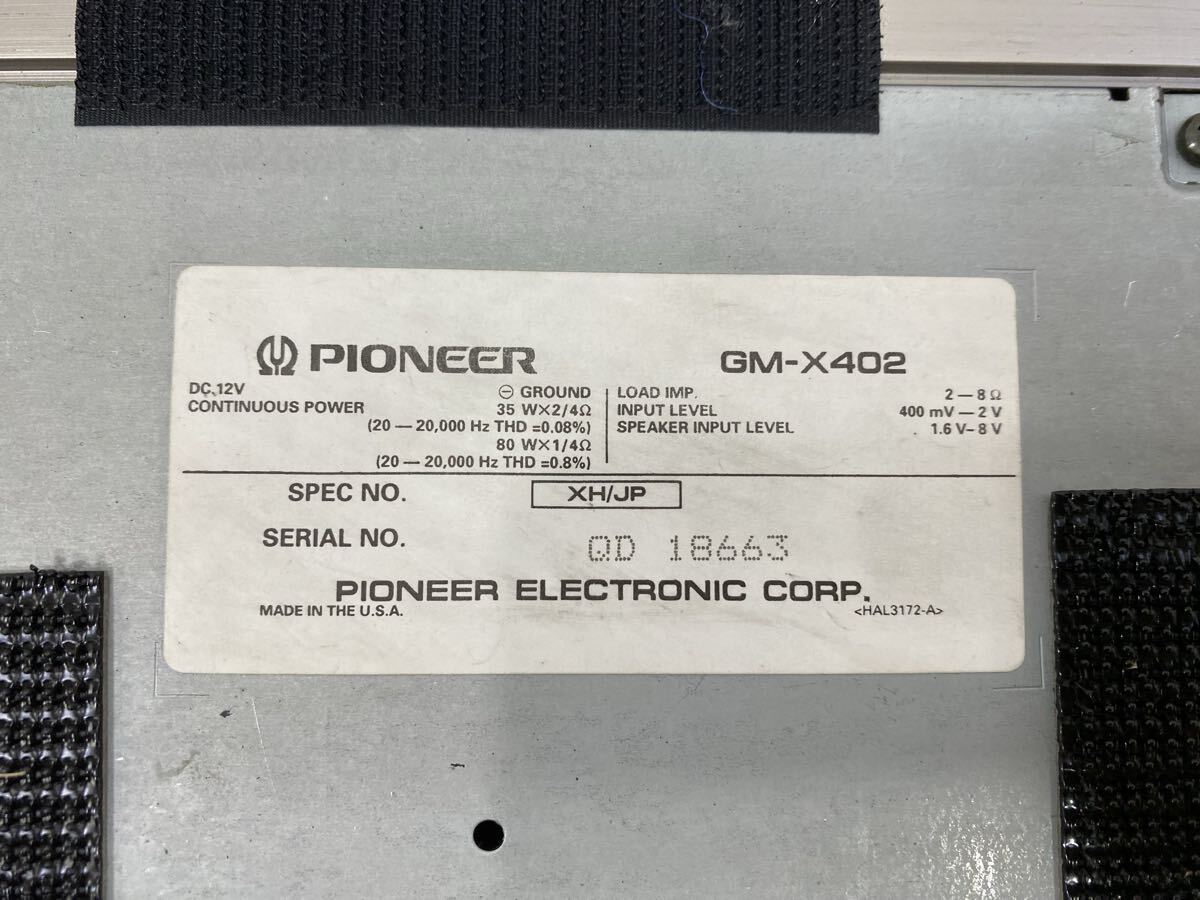 PIONEER GM-X402
DC 12V ⊖ GROUND
CONTINUOUS POWER 35 W×2/4Ω
(20 — 20,000 Hz THD =0.08%)
80 W×1/4Ω
(20 — 20,000 Hz THD =0.8%)
LOAD IMP. 2 — 8 Ω
INPUT LEVEL 400 mV — 2 V
SPEAKER INPUT LEVEL 1.6 V– 8 V
SPEC NO. XH/JP
SERIAL NO. QD 18663
PIONEER ELECTRONIC CORP.
MADE IN THE U.S.A. <HAL3172-A>